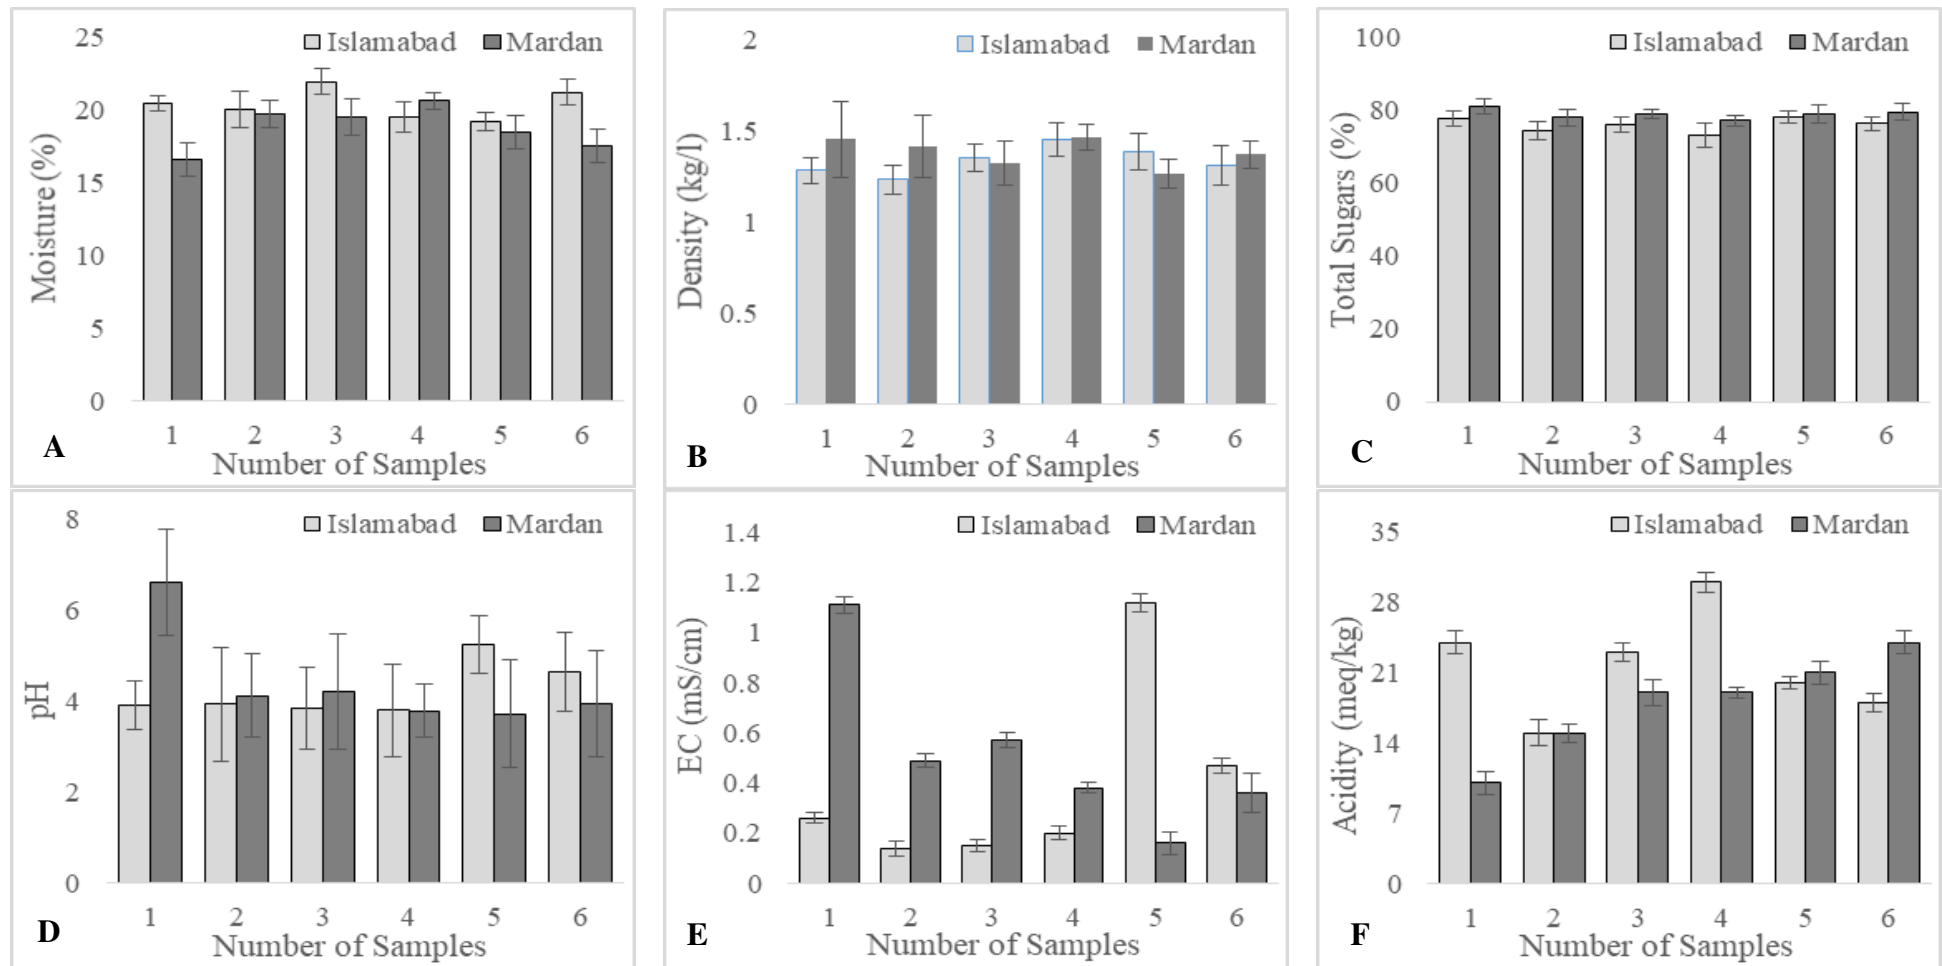 25
20
15
10
5
0
Moisture (%)
Islamabad Mardan
1 2 3 4 5 6
Number of Samples
A
2
1.5
1
0.5
0
Density (kg/l)
Islamabad Mardan
1 2 3 4 5 6
Number of Samples
B
100
80
60
40
20
0
Total Sugars (%)
Islamabad Mardan
1 2 3 4 5 6
Number of Samples
C
8
6
4
2
0
pH
Islamabad Mardan
1 2 3 4 5 6
Number of Samples
D
1.4
1.2
1
0.8
0.6
0.4
0.2
0
EC (mS/cm)
Islamabad Mardan
1 2 3 4 5 6
Number of Samples
E
35
28
21
14
7
0
Acidity (meq/kg)
Islamabad Mardan
1 2 3 4 5 6
Number of Samples
F